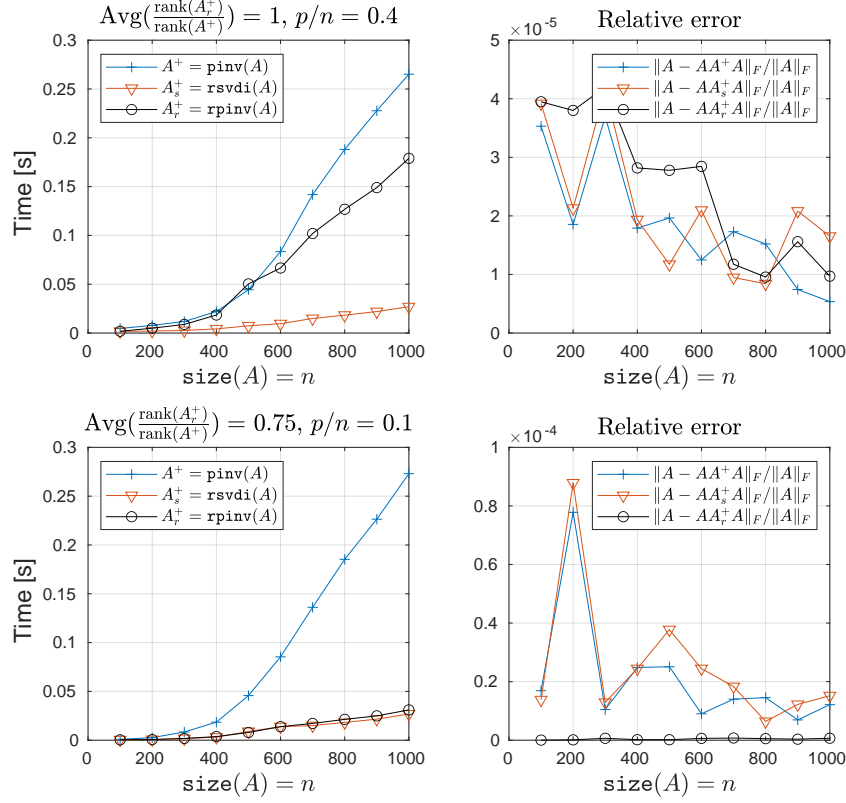 Avg(rank(A_r^+)/rank(A^+)) = 1, p/n = 0.4
0.3
0.25
0.2
0.15
0.1
0.05
0
Time [s]
A^+ = pinv(A)
A_s^+ = rsvdi(A)
A_r^+ = rpinv(A)
0 200 400 600 800 1000
size(A) = n
Relative error
×10^-5
5
4
3
2
1
0
‖A − AA^+A‖_F/‖A‖_F
‖A − AA_s^+A‖_F/‖A‖_F
‖A − AA_r^+A‖_F/‖A‖_F
0 200 400 600 800 1000
size(A) = n
Avg(rank(A_r^+)/rank(A^+)) = 0.75, p/n = 0.1
0.3
0.25
0.2
0.15
0.1
0.05
0
Time [s]
A^+ = pinv(A)
A_s^+ = rsvdi(A)
A_r^+ = rpinv(A)
0 200 400 600 800 1000
size(A) = n
Relative error
×10^-4
1
0.8
0.6
0.4
0.2
0
‖A − AA^+A‖_F/‖A‖_F
‖A − AA_s^+A‖_F/‖A‖_F
‖A − AA_r^+A‖_F/‖A‖_F
0 200 400 600 800 1000
size(A) = n